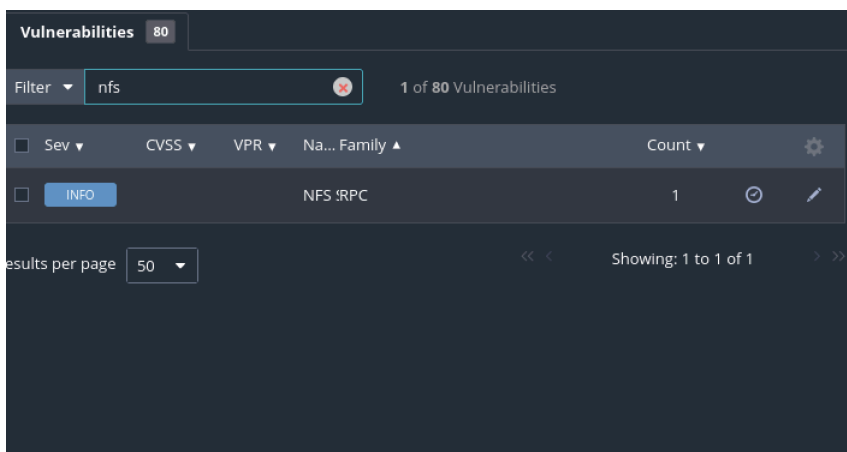 Vulnerabilities 80
Filter nfs 1 of 80 Vulnerabilities
Sev CVSS VPR Na... Family Count
INFO NFS RPC 1
esults per page 50 Showing: 1 to 1 of 1